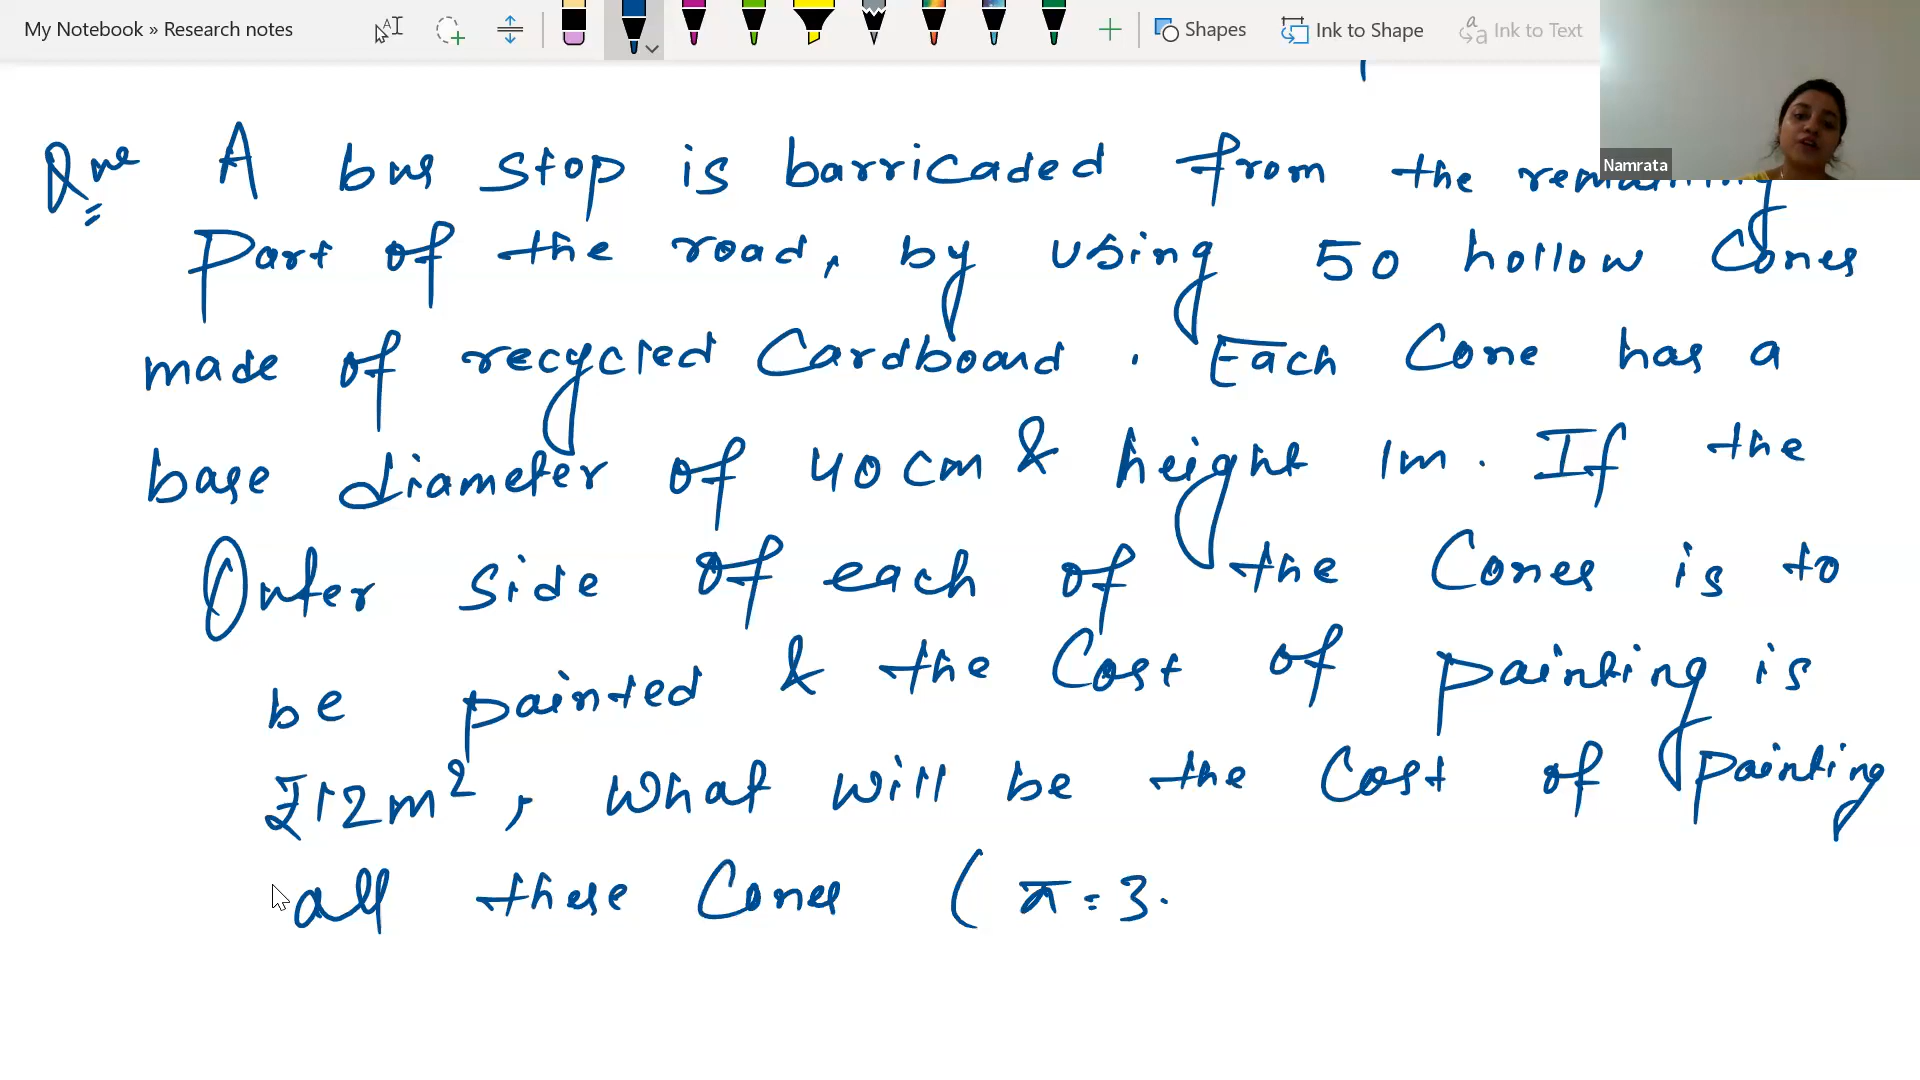 My Notebook » Research notes
Shapes
Ink to Shape
Ink to Text
Namrata
Que A bus stop is barricaded from the remaining
Part of the road, by using 50 hollow Cones
made of recycled Cardboard. Each Cone has a
base diameter of 40 cm & height 1m. If the
Outer side of each of the Cones is to
be painted & the Cost of painting is
₹12m², What will be the Cost of painting
all these Cones ( π = 3.